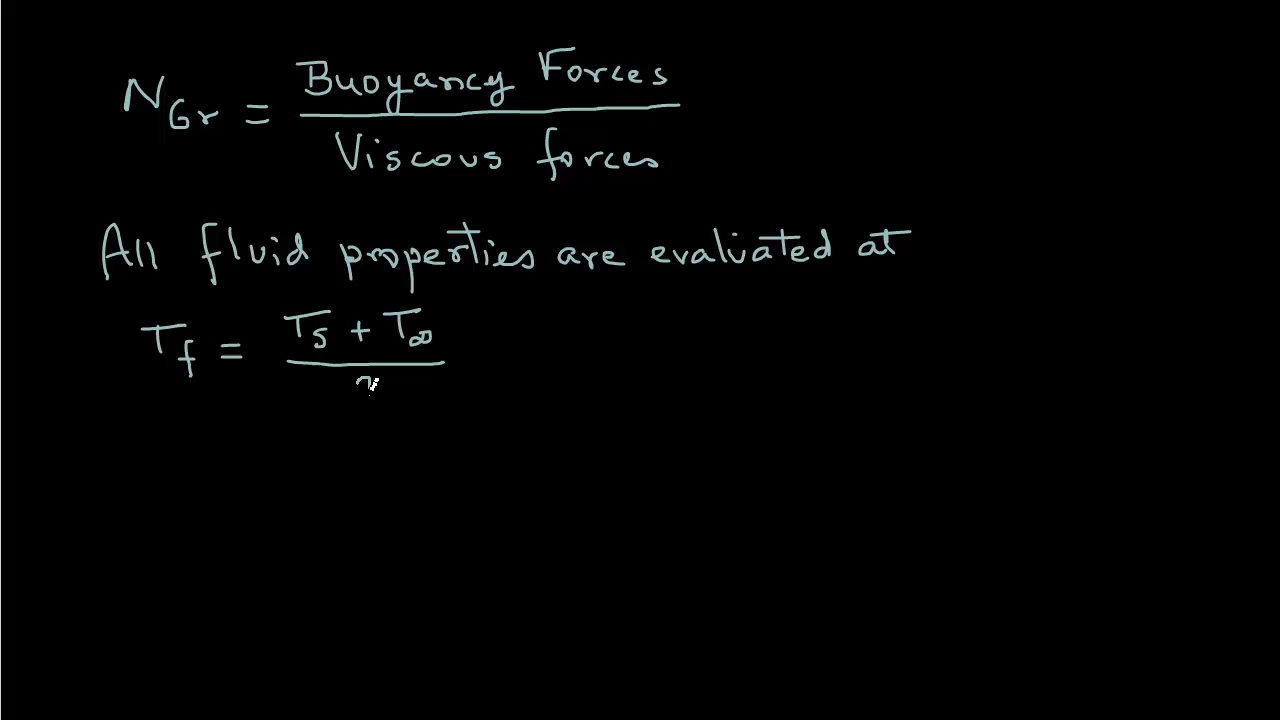 N_Gr = Buoyancy Forces / Viscous forces
All fluid properties are evaluated at
T_f = T_s + T_∞ /